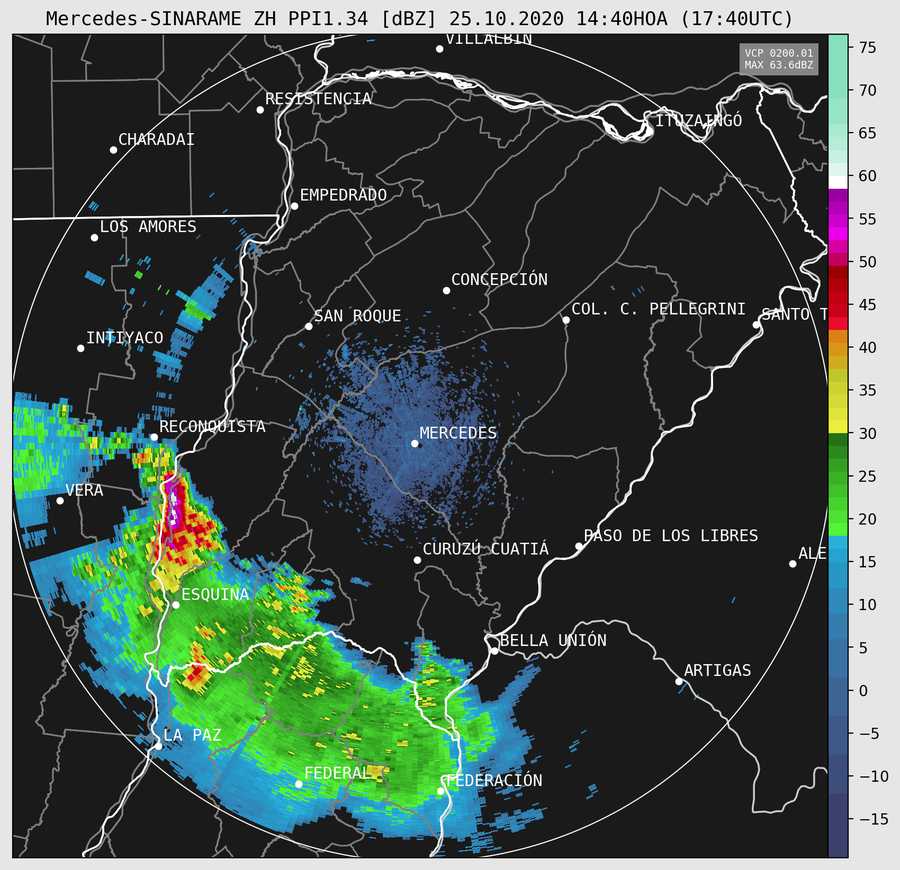 Mercedes-SINARAME ZH PPI1.34 [dBZ] 25.10.2020 14:40HOA (17:40UTC)
VCP 0200.01
MAX 63.6dBZ
VILLALBIN
RESISTENCIA
ITUZAINGÓ
CHARADAI
EMPEDRADO
LOS AMORES
CONCEPCIÓN
SAN ROQUE
COL. C. PELLEGRINI
SANTO T
INTIYACO
RECONQUISTA
MERCEDES
VERA
PASO DE LOS LIBRES
CURUZÚ CUATIÁ
ALE
ESQUINA
BELLA UNIÓN
ARTIGAS
LA PAZ
FEDERAL
FEDERACIÓN
75
70
65
60
55
50
45
40
35
30
25
20
15
10
5
0
−5
−10
−15